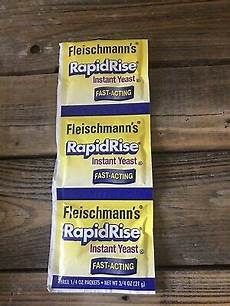 Fleischmann's
RapidRise®
Instant Yeast
FAST-ACTING
Fleischmann's
RapidRise®
Instant Yeast®
FAST-ACTING
Fleischmann's
RapidRise®
Instant Yeast®
FAST-ACTING
THREE 1/4 OZ PACKETS • NET WT 3/4 OZ (21 g)